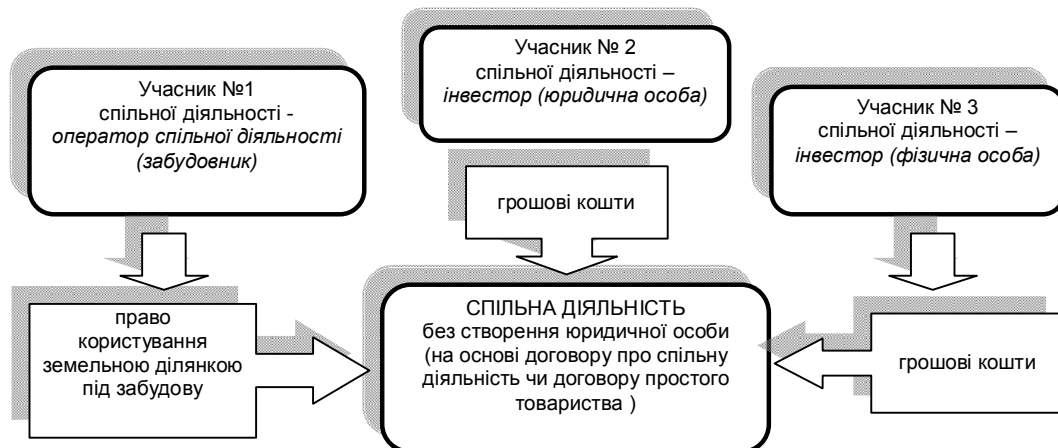 Учасник №1
спільної діяльності -
оператор спільної діяльності
(забудовник)
Учасник № 2
спільної діяльності –
інвестор (юридична особа)
Учасник № 3
спільної діяльності –
інвестор (фізична особа)
грошові кошти
право
користування
земельною ділянкою
під забудову
СПІЛЬНА ДІЯЛЬНІСТЬ
без створення юридичної особи
(на основі договору про спільну
діяльність чи договору простого
товариства )
грошові кошти